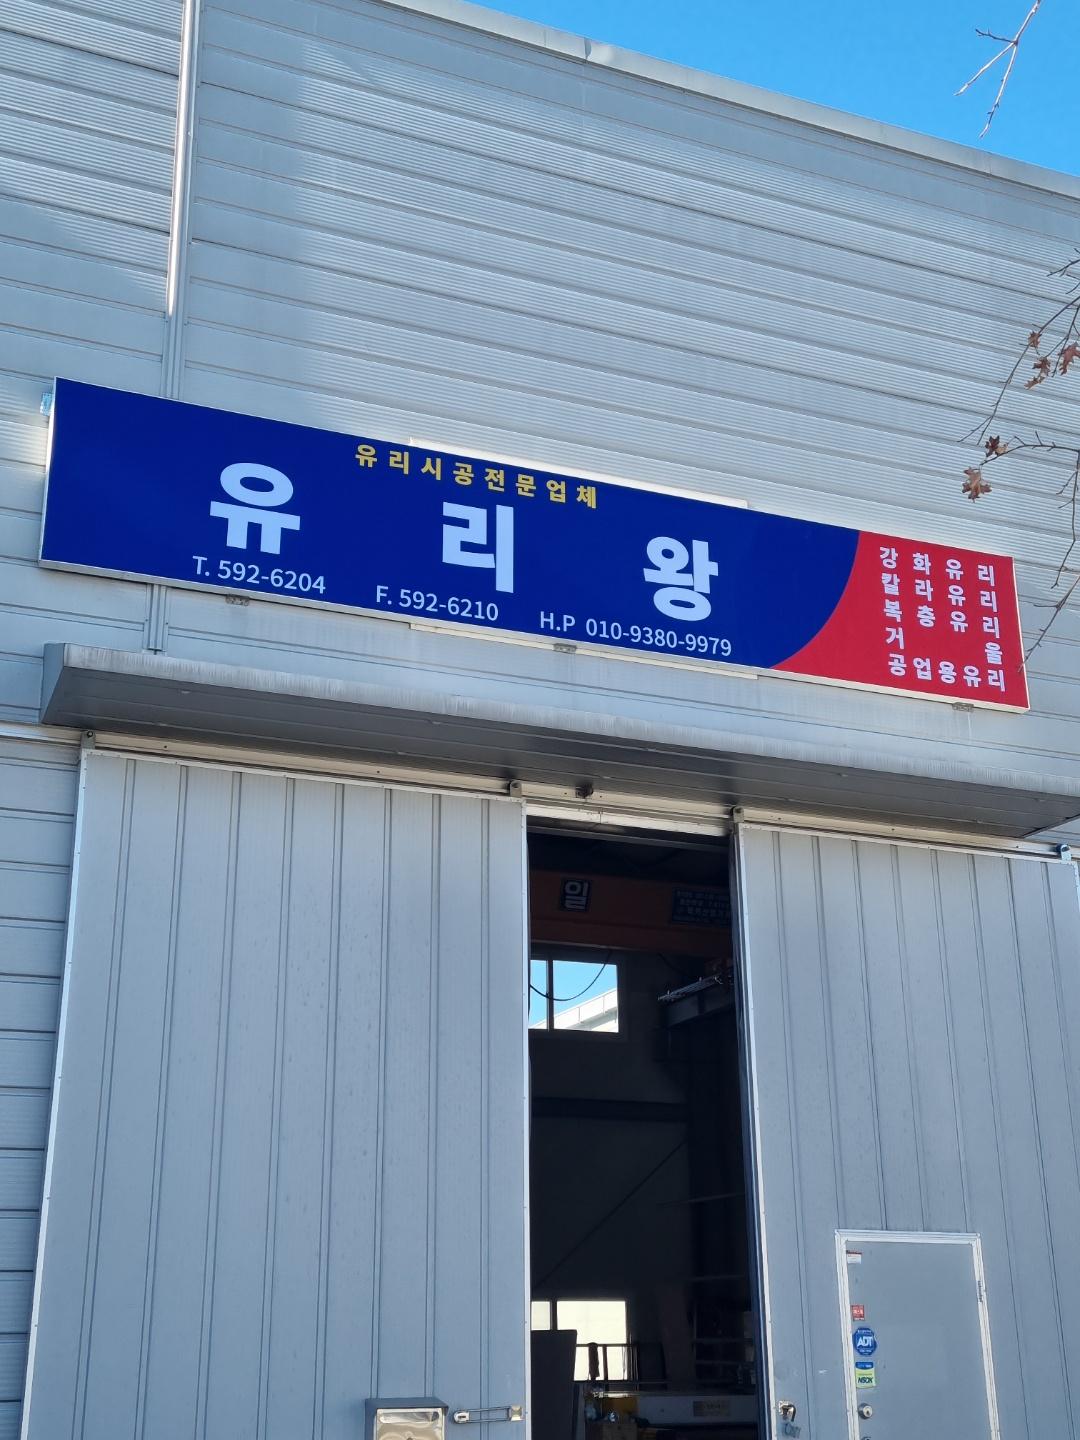 유리시공전문업체
유리왕
T. 592-6204 F. 592-6210 H.P 010-9380-9979
강화유리
칼라유리
복층유리
거울
공업용유리
일
ADT
NSOK